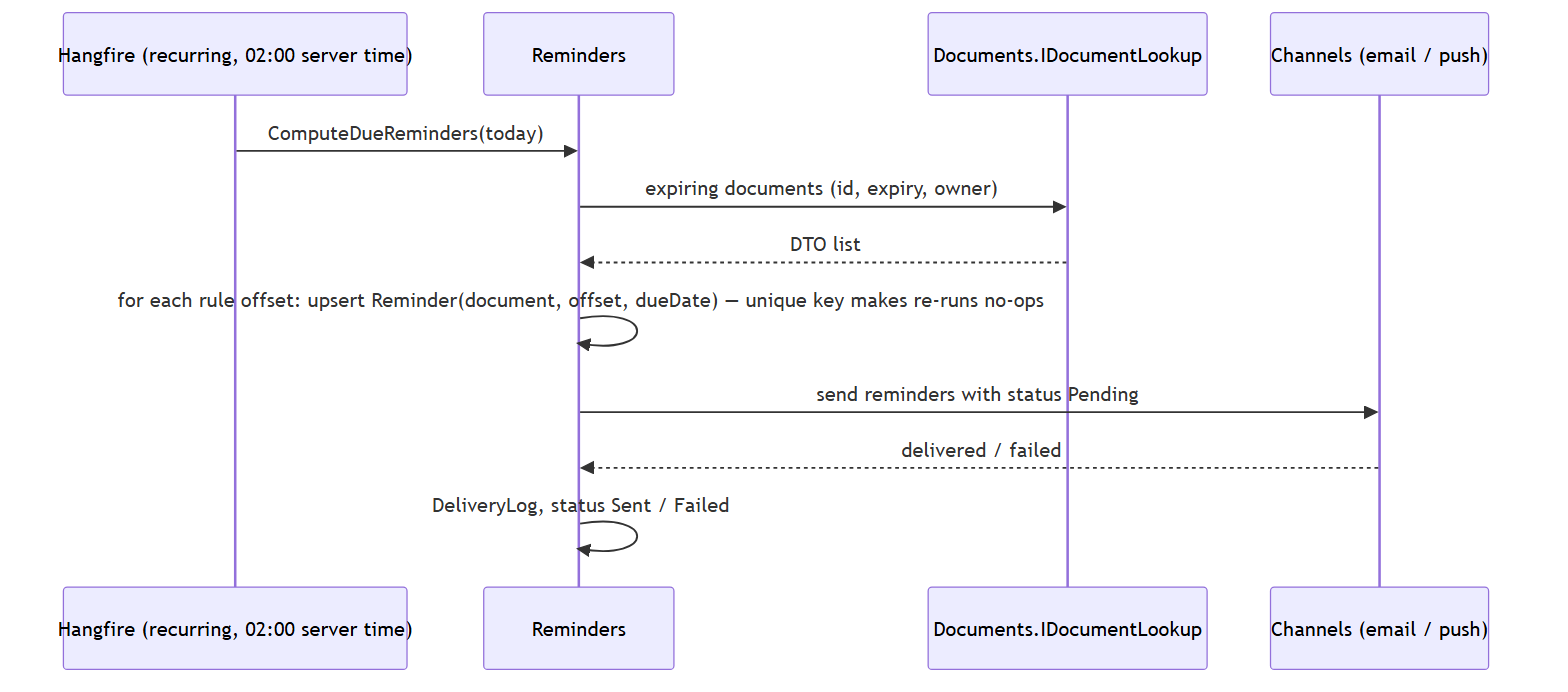 Hangfire (recurring, 02:00 server time)
Reminders
Documents.IDocumentLookup
Channels (email / push)
ComputeDueReminders(today)
expiring documents (id, expiry, owner)
DTO list
for each rule offset: upsert Reminder(document, offset, dueDate) — unique key makes re-runs no-ops
send reminders with status Pending
delivered / failed
DeliveryLog, status Sent / Failed
Hangfire (recurring, 02:00 server time)
Reminders
Documents.IDocumentLookup
Channels (email / push)